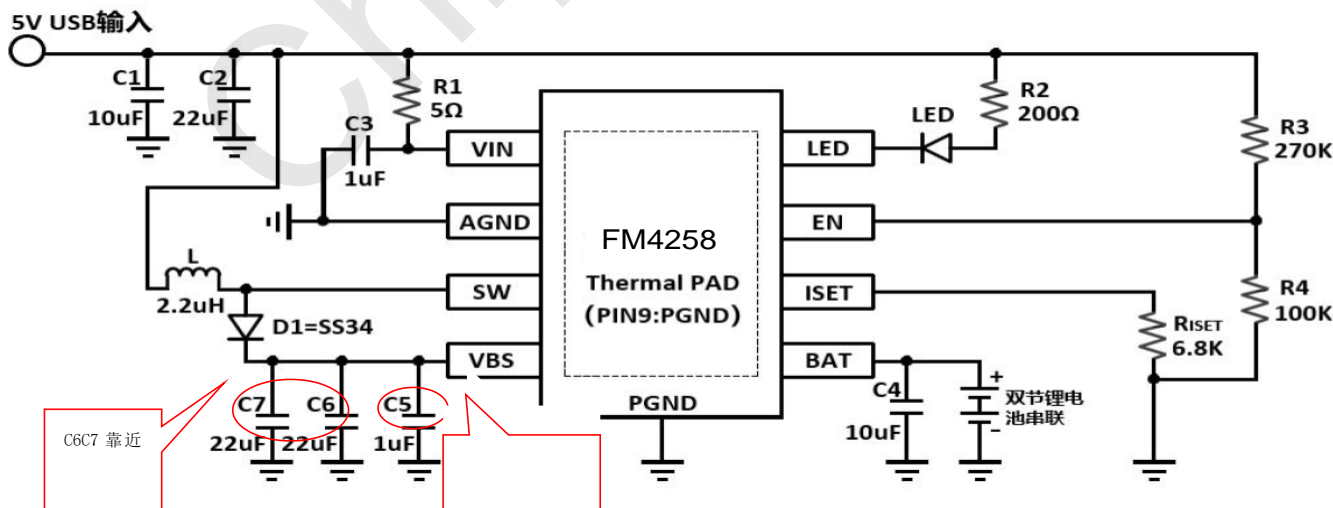 5V USB输入
C1
10uF
C2
22uF
R1
5Ω
C3
1uF
VIN
AGND
SW
VBS
L
2.2uH
D1=SS34
C7
22uF
C6
22uF
C5
1uF
C6C7 靠近
FM4258
Thermal PAD
(PIN9:PGND)
PGND
LED
EN
ISET
BAT
LED
R2
200Ω
R3
270K
R4
100K
RISET
6.8K
C4
10uF
+
双节锂电
池串联
-